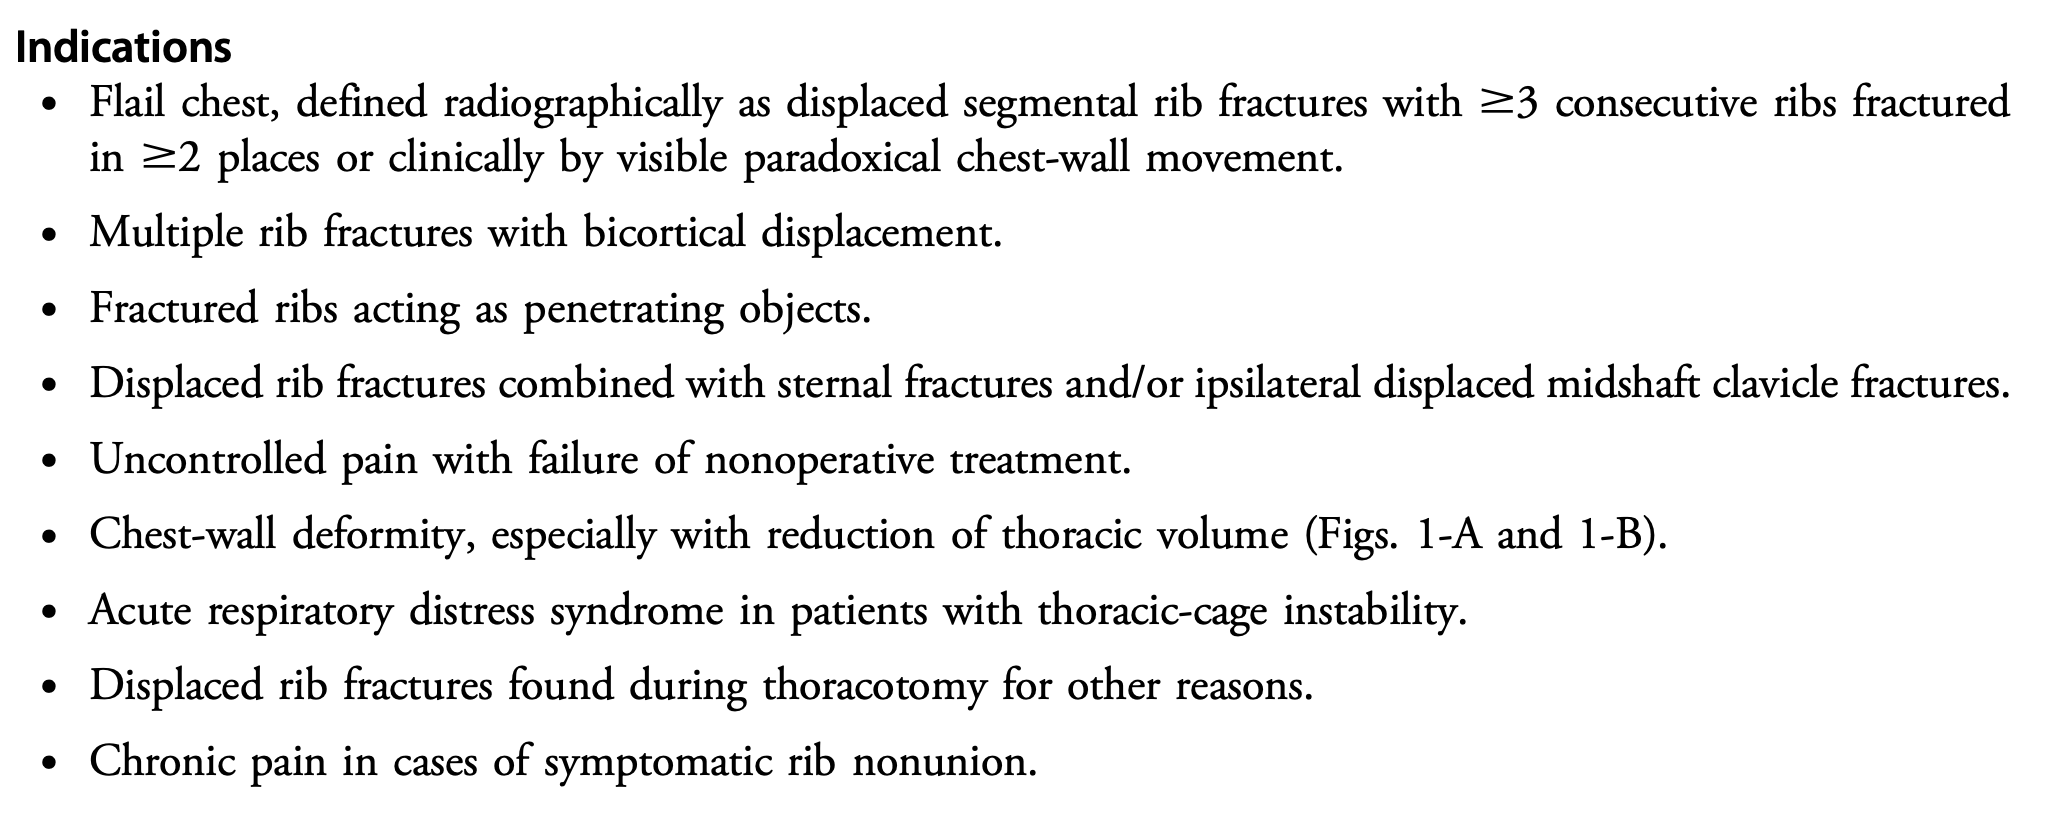 Indications
• Flail chest, defined radiographically as displaced segmental rib fractures with ≥3 consecutive ribs fractured
in ≥2 places or clinically by visible paradoxical chest-wall movement.
• Multiple rib fractures with bicortical displacement.
• Fractured ribs acting as penetrating objects.
• Displaced rib fractures combined with sternal fractures and/or ipsilateral displaced midshaft clavicle fractures.
• Uncontrolled pain with failure of nonoperative treatment.
• Chest-wall deformity, especially with reduction of thoracic volume (Figs. 1-A and 1-B).
• Acute respiratory distress syndrome in patients with thoracic-cage instability.
• Displaced rib fractures found during thoracotomy for other reasons.
• Chronic pain in cases of symptomatic rib nonunion.